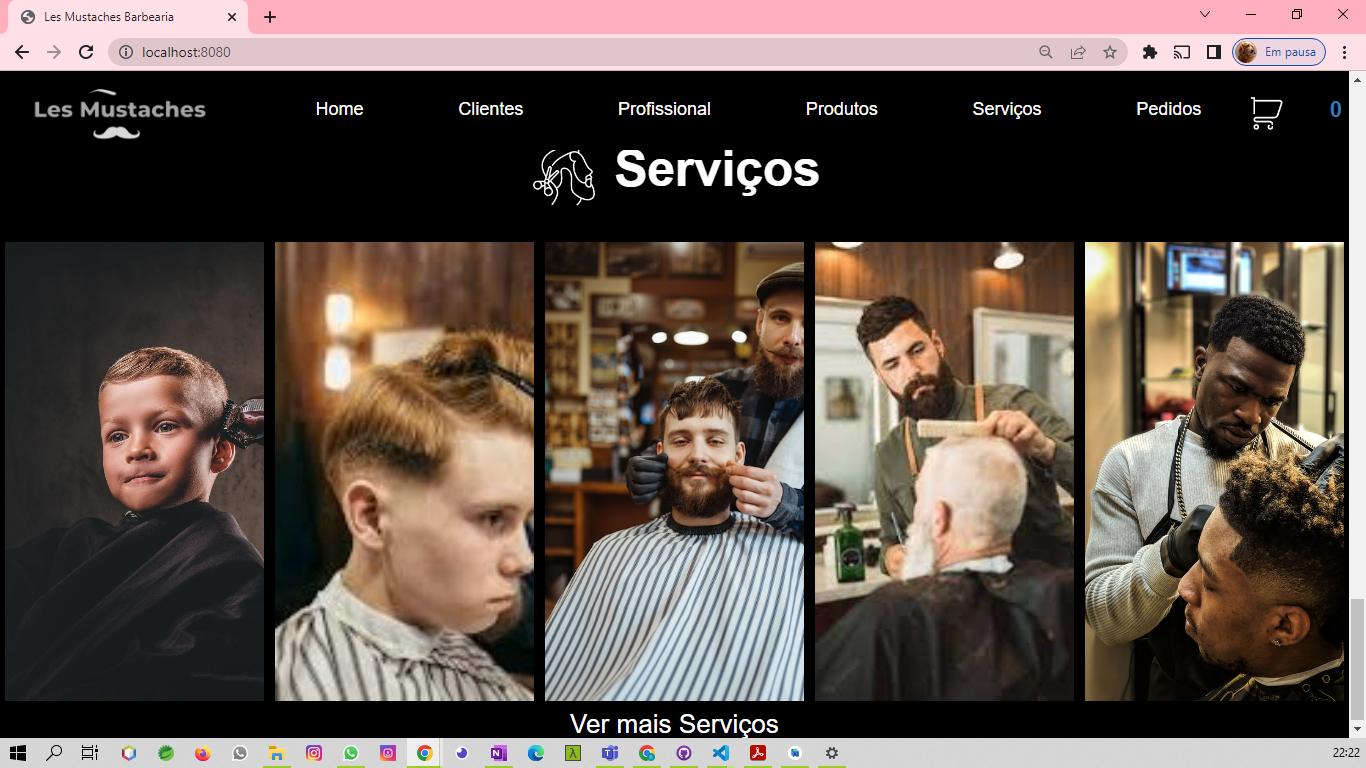 Les Mustaches Barbearia
localhost:8080
Em pausa
Les Mustaches
Home
Clientes
Profissional
Produtos
Serviços
Pedidos
0
Serviços
Ver mais Serviços
22:22